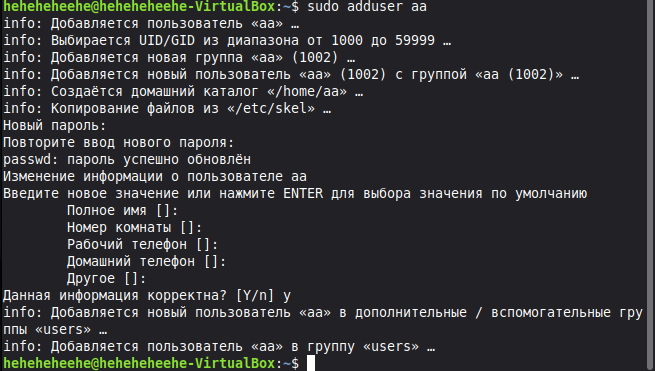 heheheheehe@heheheheehe-VirtualBox:~$ sudo adduser aa
info: Добавляется пользователь «aa» …
info: Выбирается UID/GID из диапазона от 1000 до 59999 …
info: Добавляется новая группа «aa» (1002) …
info: Добавляется новый пользователь «aa» (1002) с группой «aa (1002)» …
info: Создаётся домашний каталог «/home/aa» …
info: Копирование файлов из «/etc/skel» …
Новый пароль:
Повторите ввод нового пароля:
passwd: пароль успешно обновлён
Изменение информации о пользователе aa
Введите новое значение или нажмите ENTER для выбора значения по умолчанию
Полное имя []:
Номер комнаты []:
Рабочий телефон []:
Домашний телефон []:
Другое []:
Данная информация корректна? [Y/n] y
info: Добавляется новый пользователь «aa» в дополнительные / вспомогательные гру
ппы «users» …
info: Добавляется пользователь «aa» в группу «users» …
heheheheehe@heheheheehe-VirtualBox:~$